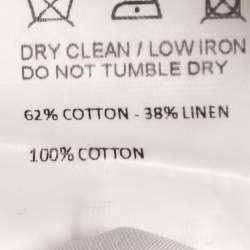 DRY CLEAN / LOW IRON
DO NOT TUMBLE DRY
62% COTTON - 38% LINEN
100% COTTON